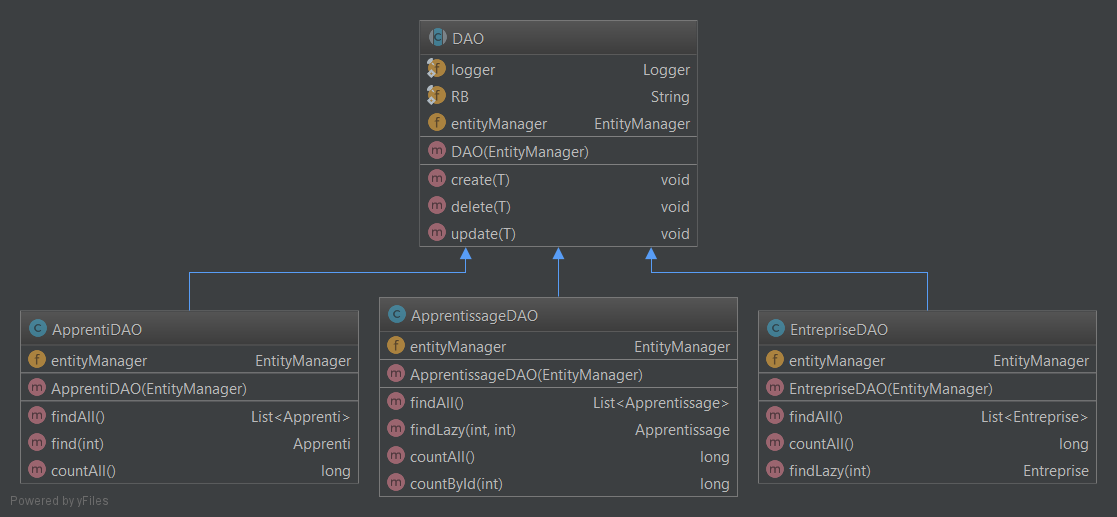 DAO
logger Logger
RB String
entityManager EntityManager
DAO(EntityManager)
create(T) void
delete(T) void
update(T) void
ApprentiDAO
entityManager EntityManager
ApprentiDAO(EntityManager)
findAll() List<Apprenti>
find(int) Apprenti
countAll() long
ApprentissageDAO
entityManager EntityManager
ApprentissageDAO(EntityManager)
findAll() List<Apprentissage>
findLazy(int, int) Apprentissage
countAll() long
countById(int) long
EntrepriseDAO
entityManager EntityManager
EntrepriseDAO(EntityManager)
findAll() List<Entreprise>
countAll() long
findLazy(int) Entreprise
Powered by yFiles